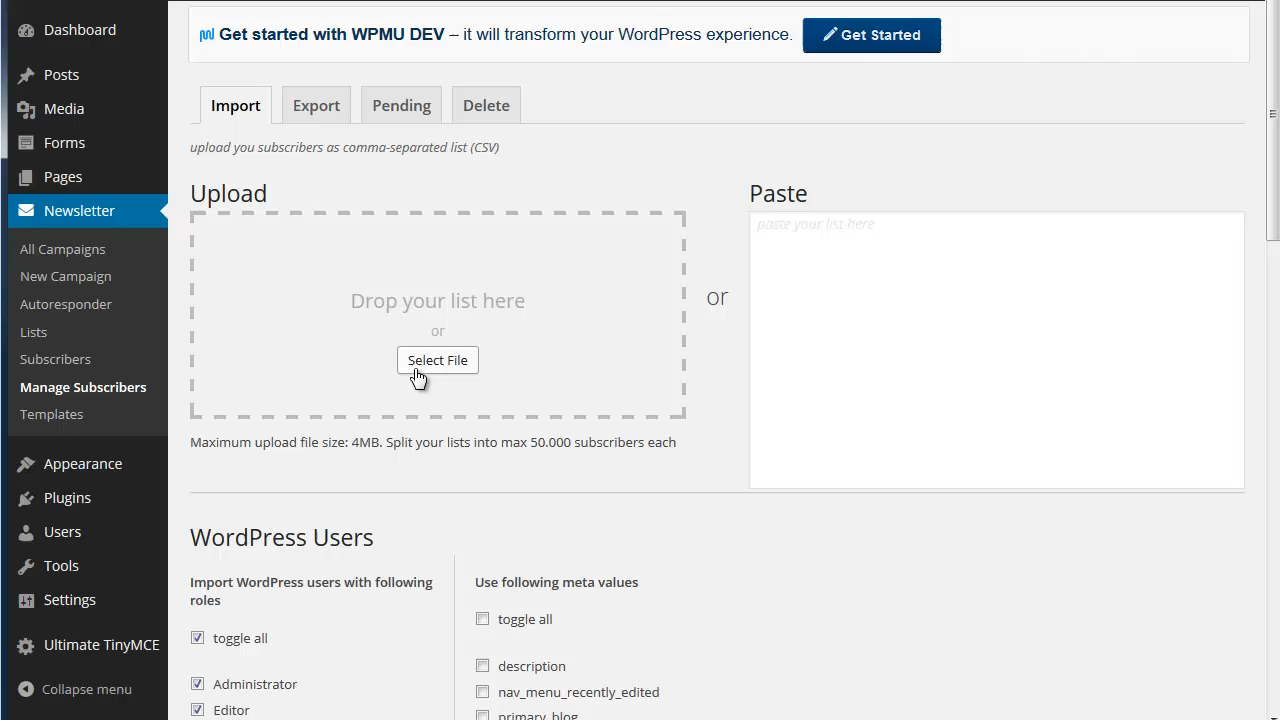 Dashboard
Posts
Media
Forms
Pages
Newsletter
All Campaigns
New Campaign
Autoresponder
Lists
Subscribers
Manage Subscribers
Templates
Appearance
Plugins
Users
Tools
Settings
Ultimate TinyMCE
Collapse menu
Get started with WPMU DEV – it will transform your WordPress experience.
Get Started
Import
Export
Pending
Delete
upload you subscribers as comma-separated list (CSV)
Upload
Drop your list here
or
Select File
Maximum upload file size: 4MB. Split your lists into max 50.000 subscribers each
or
Paste
paste your list here
WordPress Users
Import WordPress users with following
roles
toggle all
Administrator
Editor
Use following meta values
toggle all
description
nav_menu_recently_edited
primary_blog